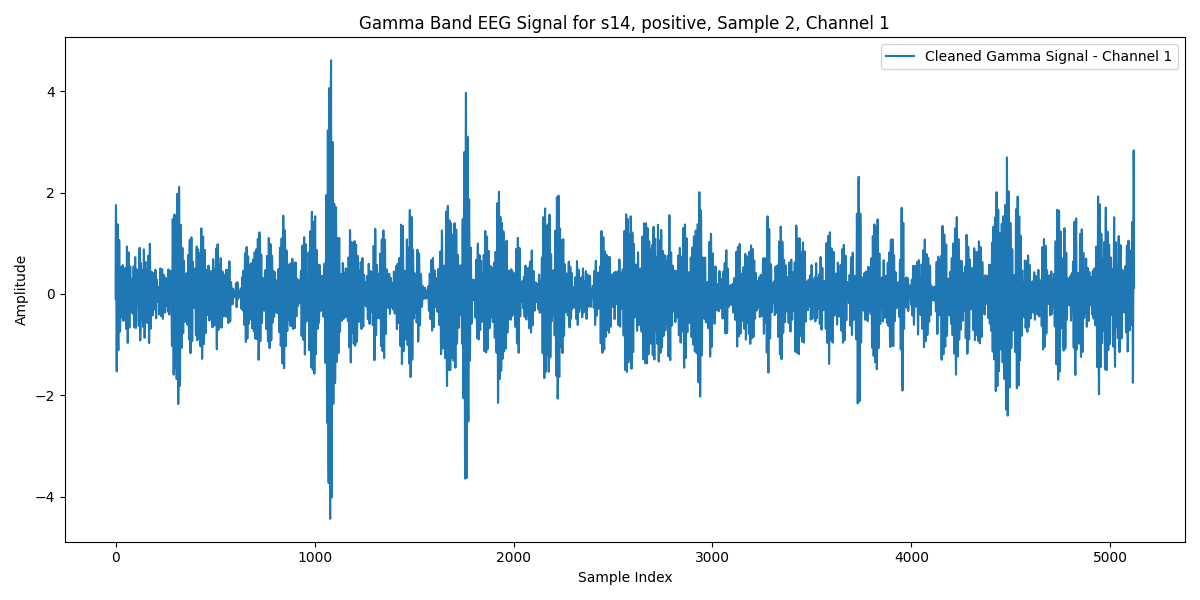 Gamma Band EEG Signal for s14, positive, Sample 2, Channel 1
Cleaned Gamma Signal - Channel 1
Amplitude
4
2
0
−2
−4
0 1000 2000 3000 4000 5000
Sample Index